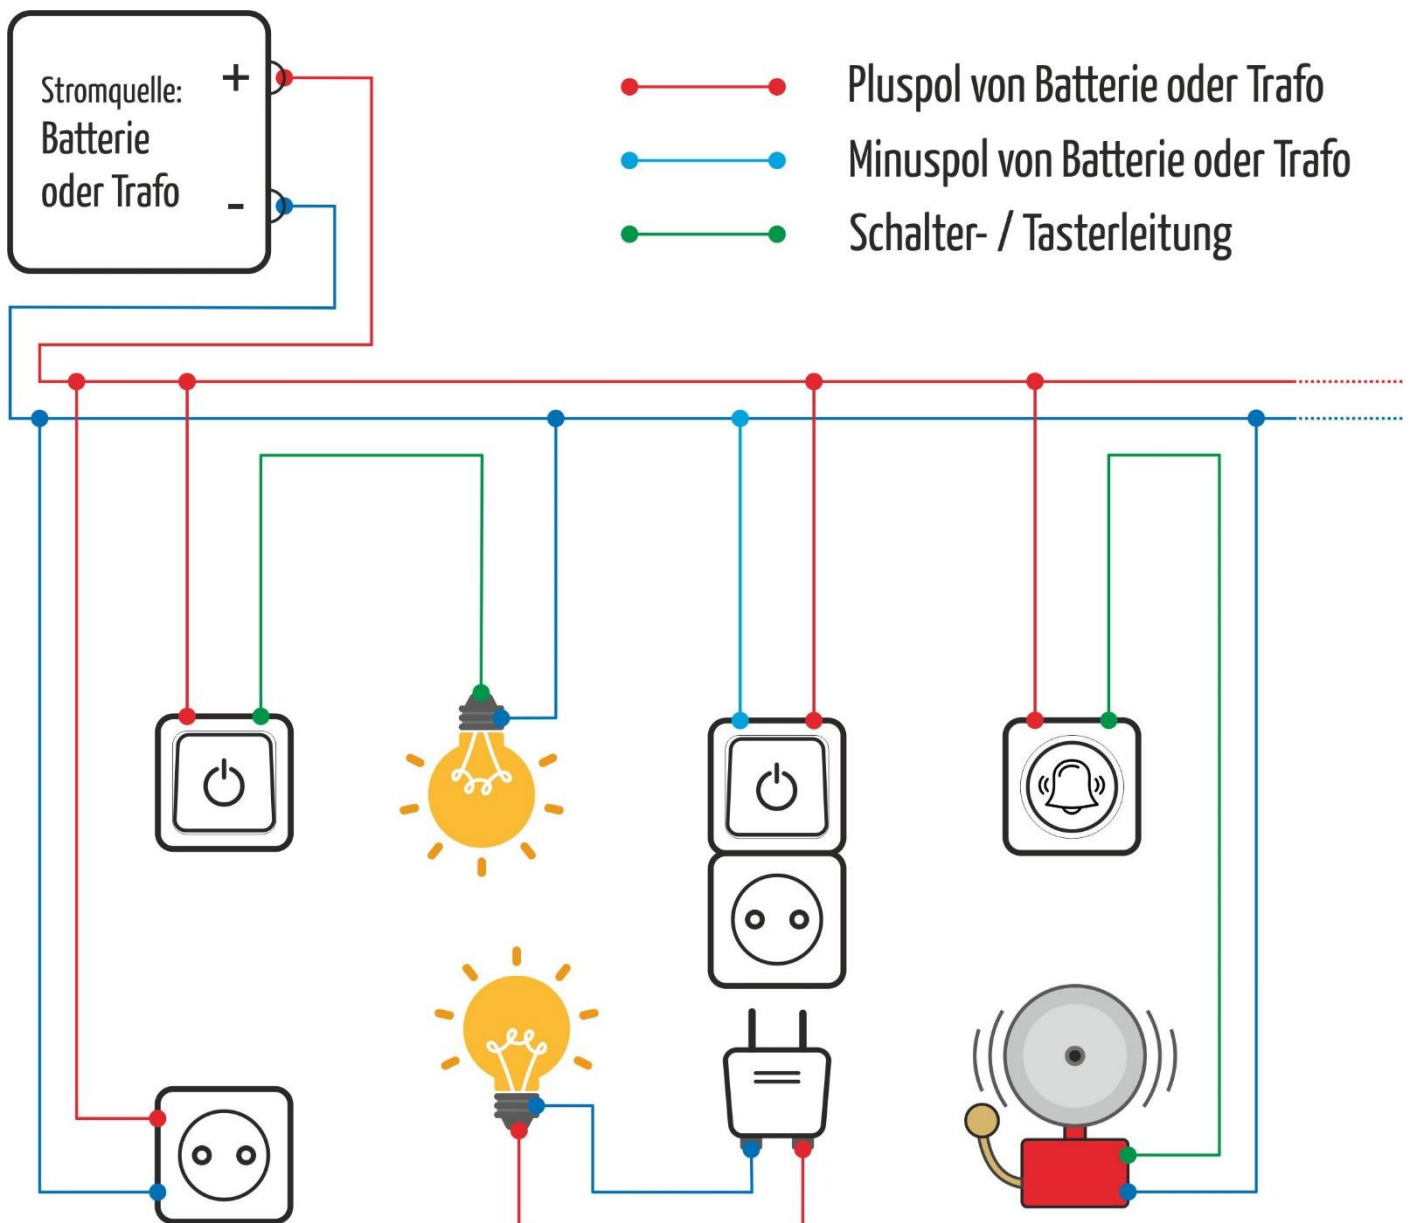 Stromquelle:
Batterie
oder Trafo
+
-
Pluspol von Batterie oder Trafo
Minuspol von Batterie oder Trafo
Schalter- / Tasterleitung